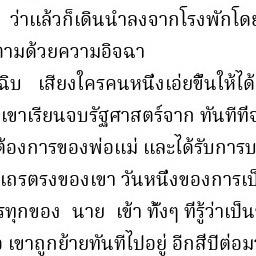 ว่าแล้วก็เดินนำลงจากโรงพักโดย
ตามด้วยความอิจฉา
ฉิบ เสียงใครคนหนึ่งเอ่ยขึ้นให้ได้
เขาเรียนจบรัฐศาสตร์จาก ทันทีที่
ต้องการของพ่อแม่ และได้รับการบ
เถรตรงของเขา วันหนึ่งของการเป็
รทุกของ นาย เข้า ทั้งๆ ที่รู้ว่าเป็น
เขาถูกย้ายทันทีไปอยู่ อีกสี่ปีต่อม